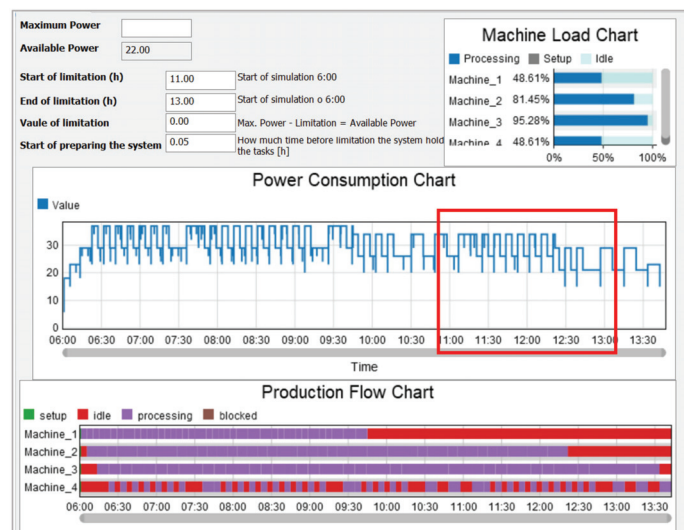 Maximum Power
Available Power 22.00
Start of limitation (h) 11.00 Start of simulation 6:00
End of limitation (h) 13.00 Start of simulation o 6:00
Vaule of limitation 0.00 Max. Power - Limitation = Available Power
Start of preparing the system 0.05 How much time before limitation the system hold
the tasks [h]
Machine Load Chart
Processing Setup Idle
Machine_1 48.61%
Machine_2 81.45%
Machine_3 95.28%
Machine_4 48.61%
0% 50% 100%
Power Consumption Chart
Value
30
20
10
0
06:00 06:30 07:00 07:30 08:00 08:30 09:00 09:30 10:00 10:30 11:00 11:30 12:00 12:30 13:00 13:30
Time
Production Flow Chart
setup idle processing blocked
Machine_1
Machine_2
Machine_3
Machine_4
06:00 06:30 07:00 07:30 08:00 08:30 09:00 09:30 10:00 10:30 11:00 11:30 12:00 12:30 13:00 13:30